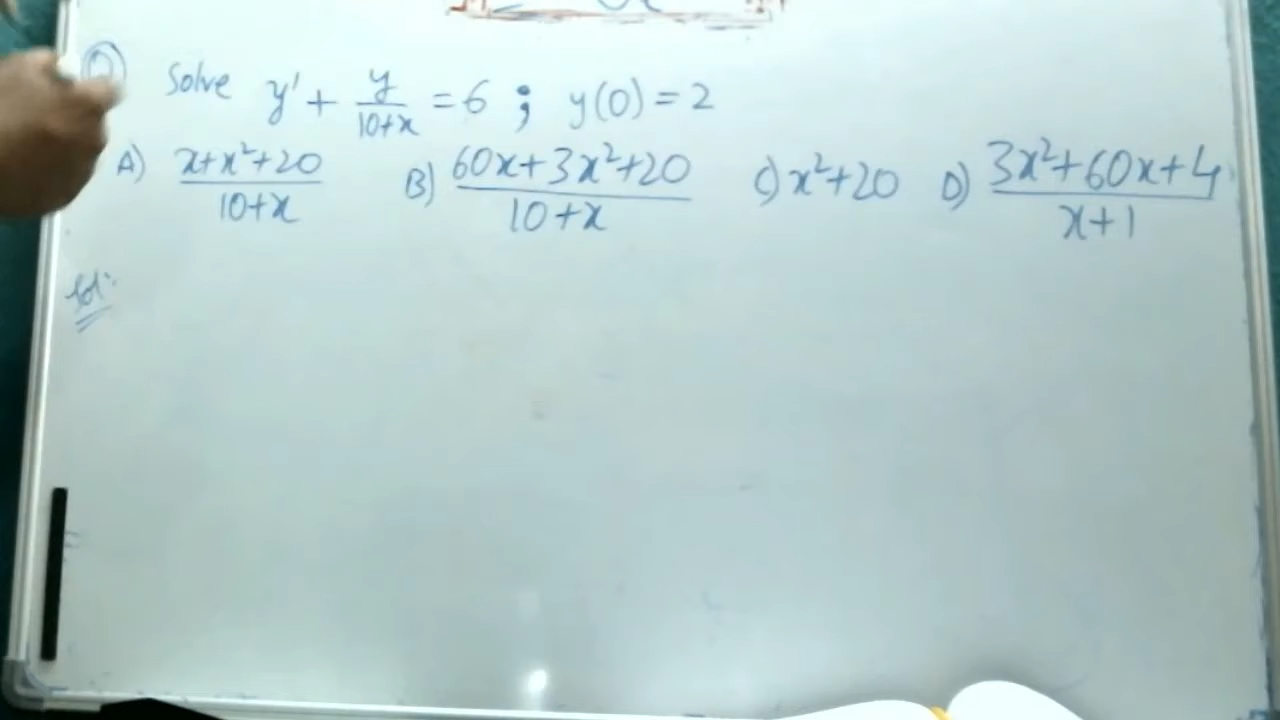 Q Solve y' + y/(10+x) = 6 ; y(0) = 2
A) (x+x²+20)/(10+x) B) (60x+3x²+20)/(10+x) C) x²+20 D) (3x²+60x+4)/(x+1)
Sol: